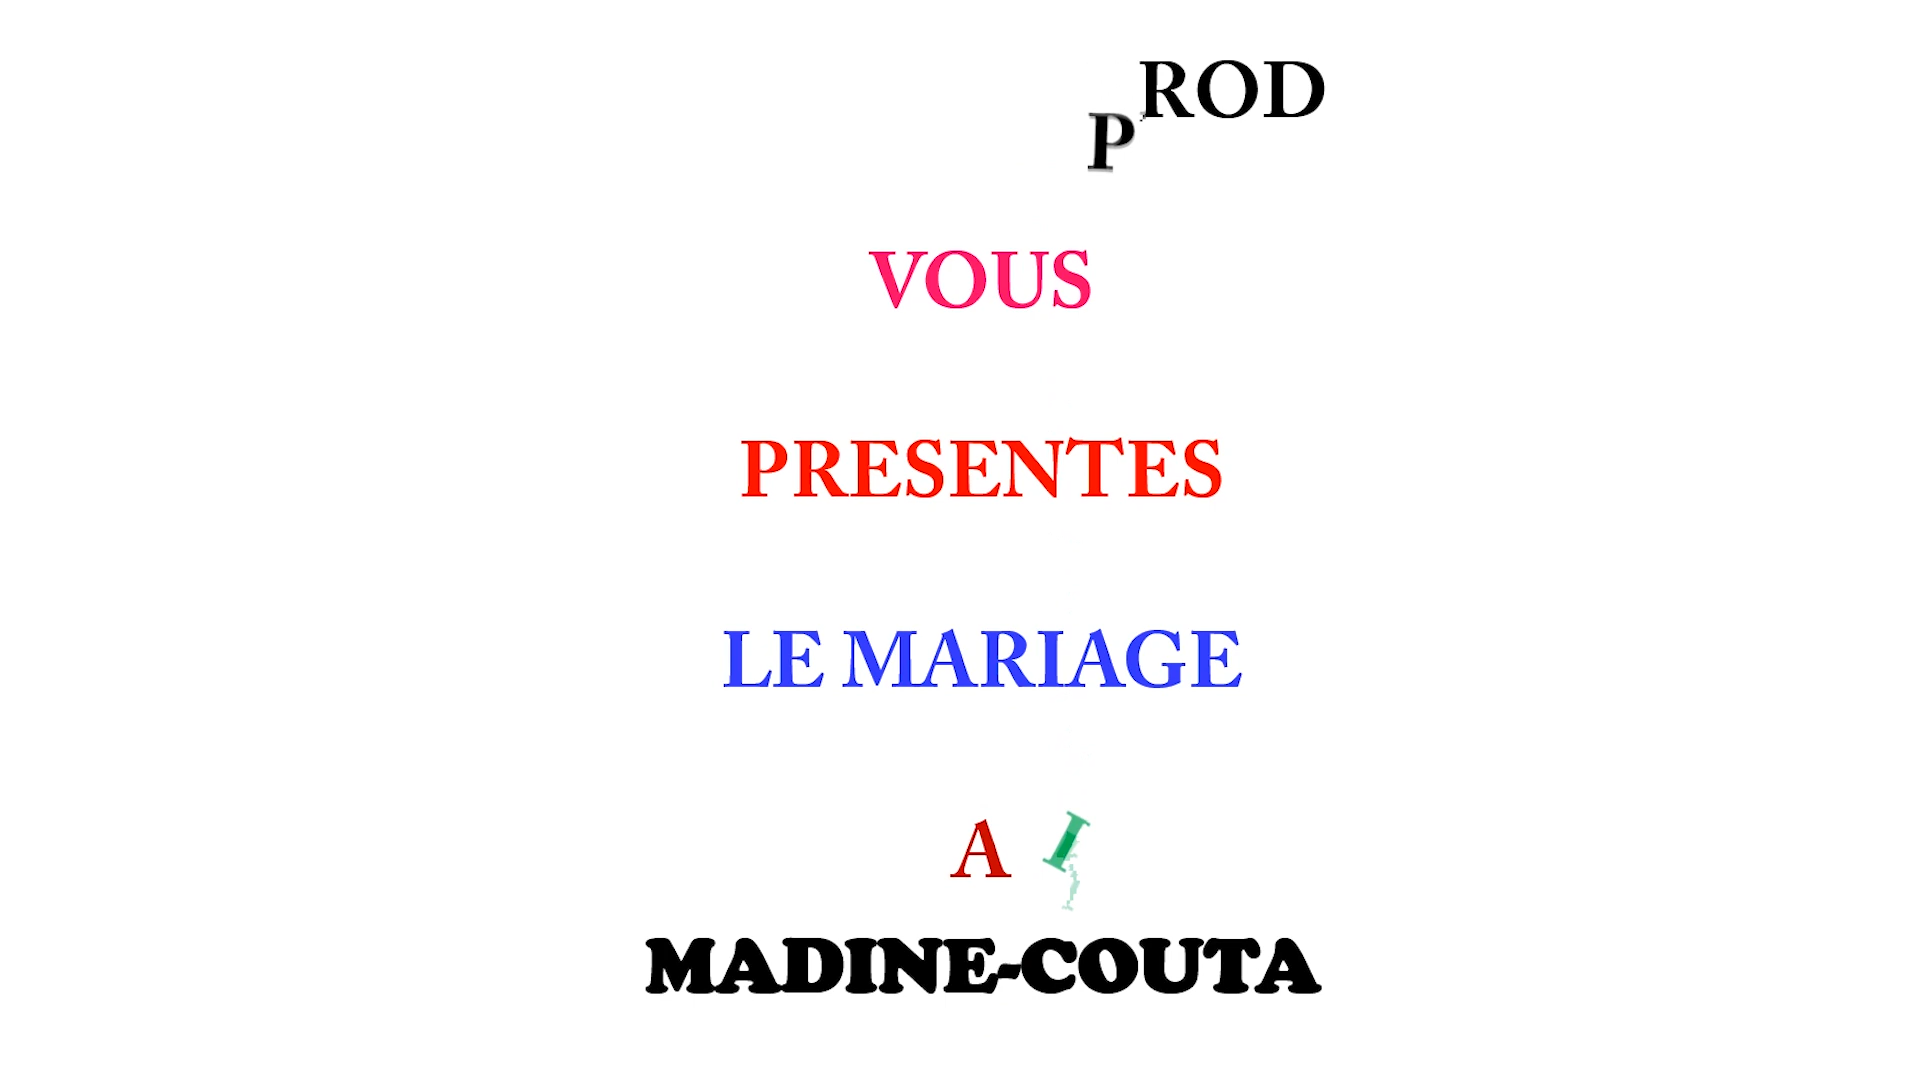 PROD
VOUS
PRESENTES
LE MARIAGE
A I
MADINE-COUTA